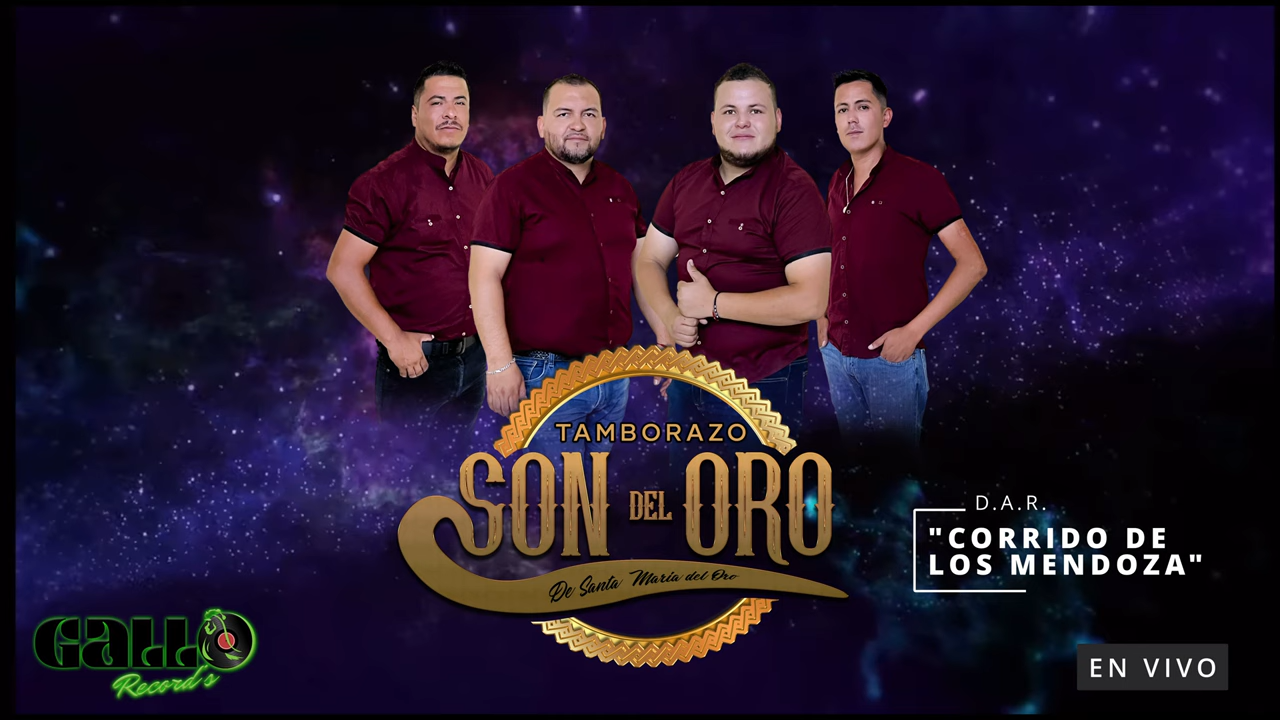 TAMBORAZO
SON DEL ORO
De Santa María del Oro
D.A.R.
"CORRIDO DE
LOS MENDOZA"
GALLO
Record's
EN VIVO